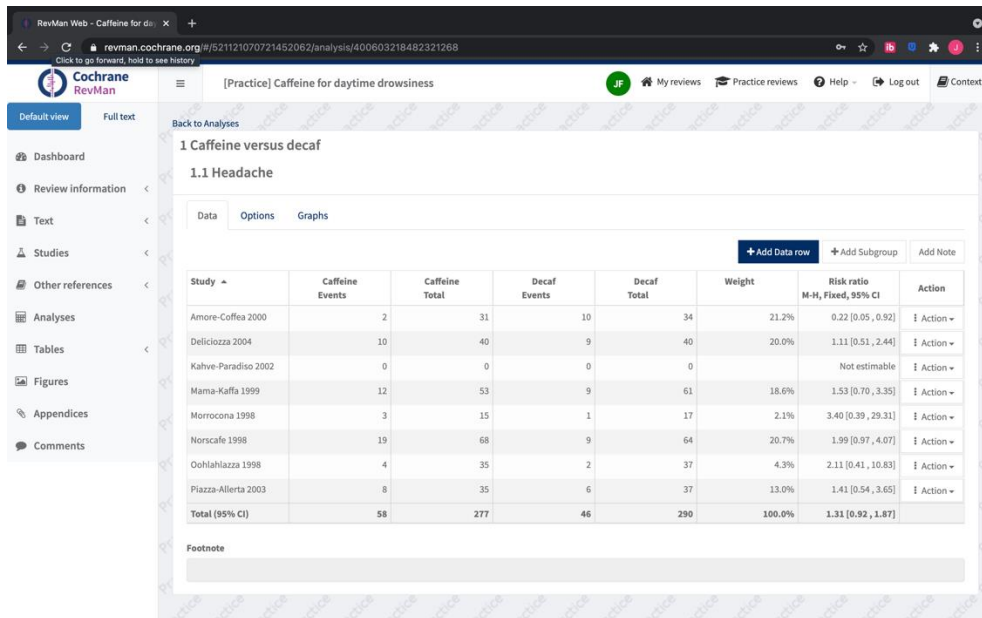 RevMan Web - Caffeine for day
revman.cochrane.org/#/521121070721452062/analysis/400603218482321268
Click to go forward, hold to see history
Cochrane
RevMan
[Practice] Caffeine for daytime drowsiness
JF
My reviews
Practice reviews
Help
Log out
Context
Default view
Full text
Dashboard
Review information
Text
Studies
Other references
Analyses
Tables
Figures
Appendices
Comments
Back to Analyses
1 Caffeine versus decaf
1.1 Headache
Data Options Graphs
+ Add Data row + Add Subgroup Add Note
Study Caffeine Events Caffeine Total Decaf Events Decaf Total Weight Risk ratio M-H, Fixed, 95% CI Action
Amore-Coffea 2000 2 31 10 34 21.2% 0.22 [0.05 , 0.92] Action
Deliciozza 2004 10 40 9 40 20.0% 1.11 [0.51 , 2.44] Action
Kahve-Paradiso 2002 0 0 0 0 Not estimable Action
Mama-Kaffa 1999 12 53 9 61 18.6% 1.53 [0.70 , 3.35] Action
Morrocona 1998 3 15 1 17 2.1% 3.40 [0.39 , 29.31] Action
Norscafe 1998 19 68 9 64 20.7% 1.99 [0.97 , 4.07] Action
Oohlahlazza 1998 4 35 2 37 4.3% 2.11 [0.41 , 10.83] Action
Piazza-Allerta 2003 8 35 6 37 13.0% 1.41 [0.54 , 3.65] Action
Total (95% CI) 58 277 46 290 100.0% 1.31 [0.92 , 1.87]
Footnote